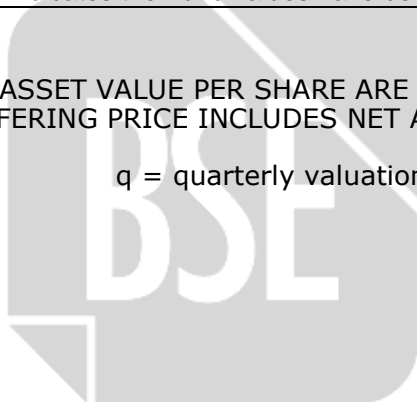 ASSET VALUE PER SHARE ARE
FERING PRICE INCLUDES NET A
q = quarterly valuation
BSE